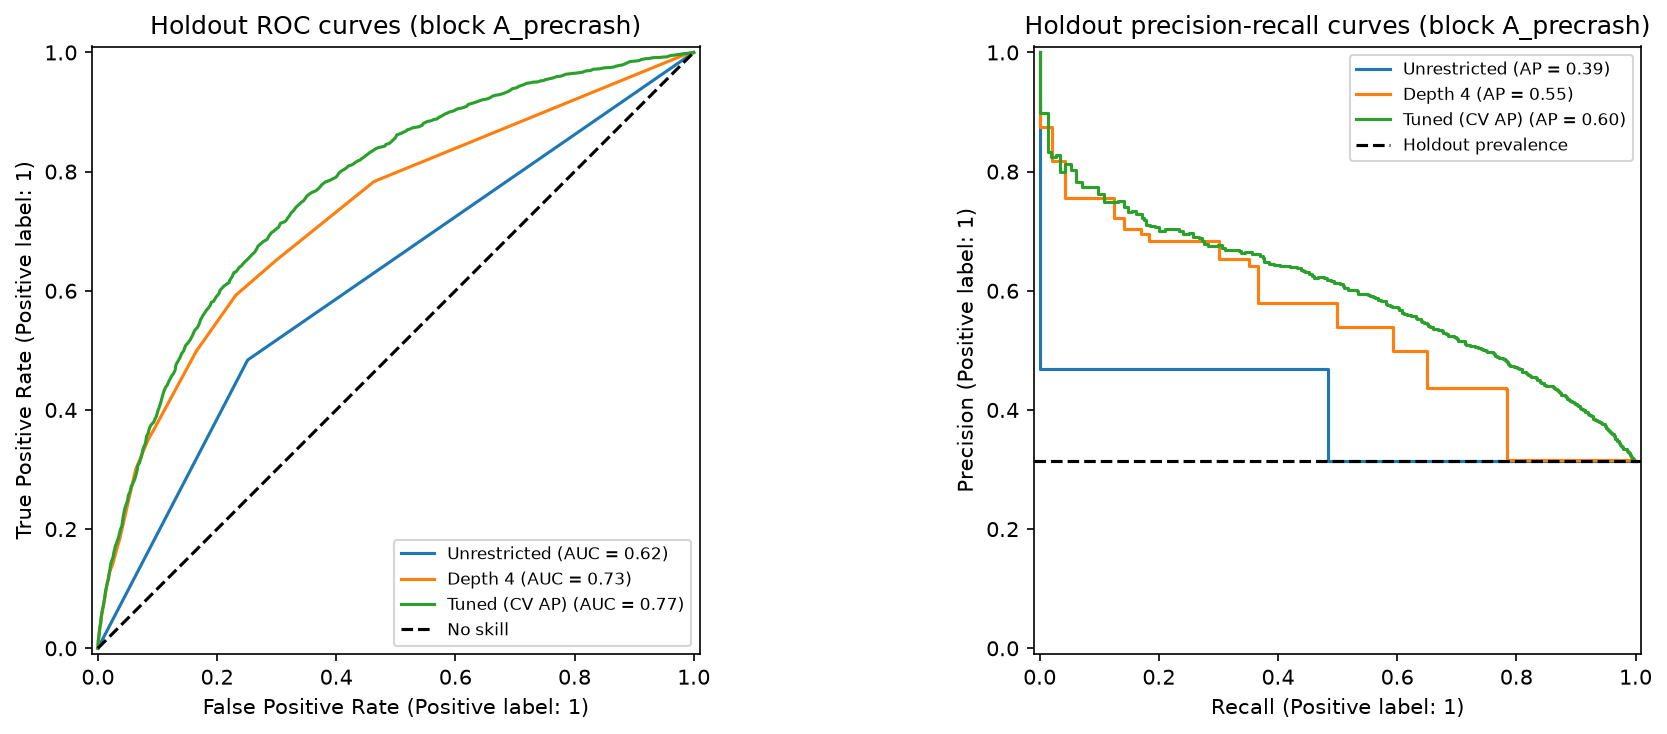 Holdout ROC curves (block A_precrash)
True Positive Rate (Positive label: 1)
1.0
0.8
0.6
0.4
0.2
0.0
Unrestricted (AUC = 0.62)
Depth 4 (AUC = 0.73)
Tuned (CV AP) (AUC = 0.77)
No skill
0.0 0.2 0.4 0.6 0.8 1.0
False Positive Rate (Positive label: 1)
Holdout precision-recall curves (block A_precrash)
Precision (Positive label: 1)
1.0
0.8
0.6
0.4
0.2
0.0
Unrestricted (AP = 0.39)
Depth 4 (AP = 0.55)
Tuned (CV AP) (AP = 0.60)
Holdout prevalence
0.0 0.2 0.4 0.6 0.8 1.0
Recall (Positive label: 1)